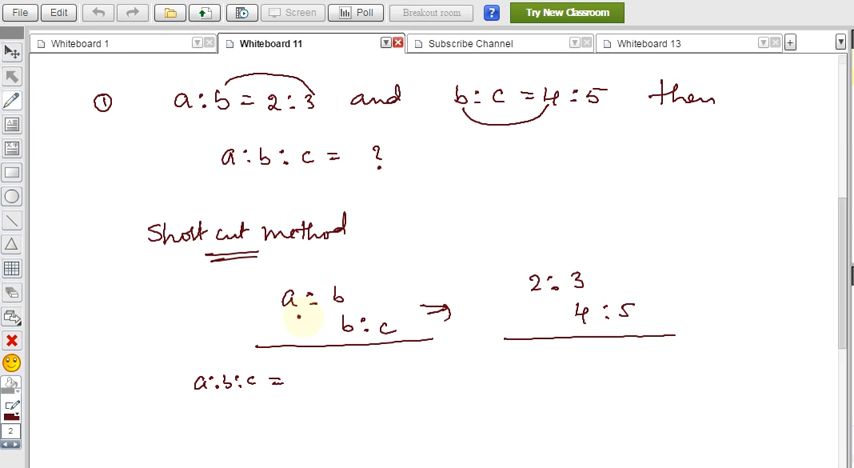 File Edit Screen Poll Breakout room ? Try New Classroom
Whiteboard 1 Whiteboard 11 Subscribe Channel Whiteboard 13
① a : b = 2 : 3 and b : c = 4 : 5 then
a : b : c = ?
Short cut method
a : b → 2 : 3
b : c 4 : 5
a : b : c =
2